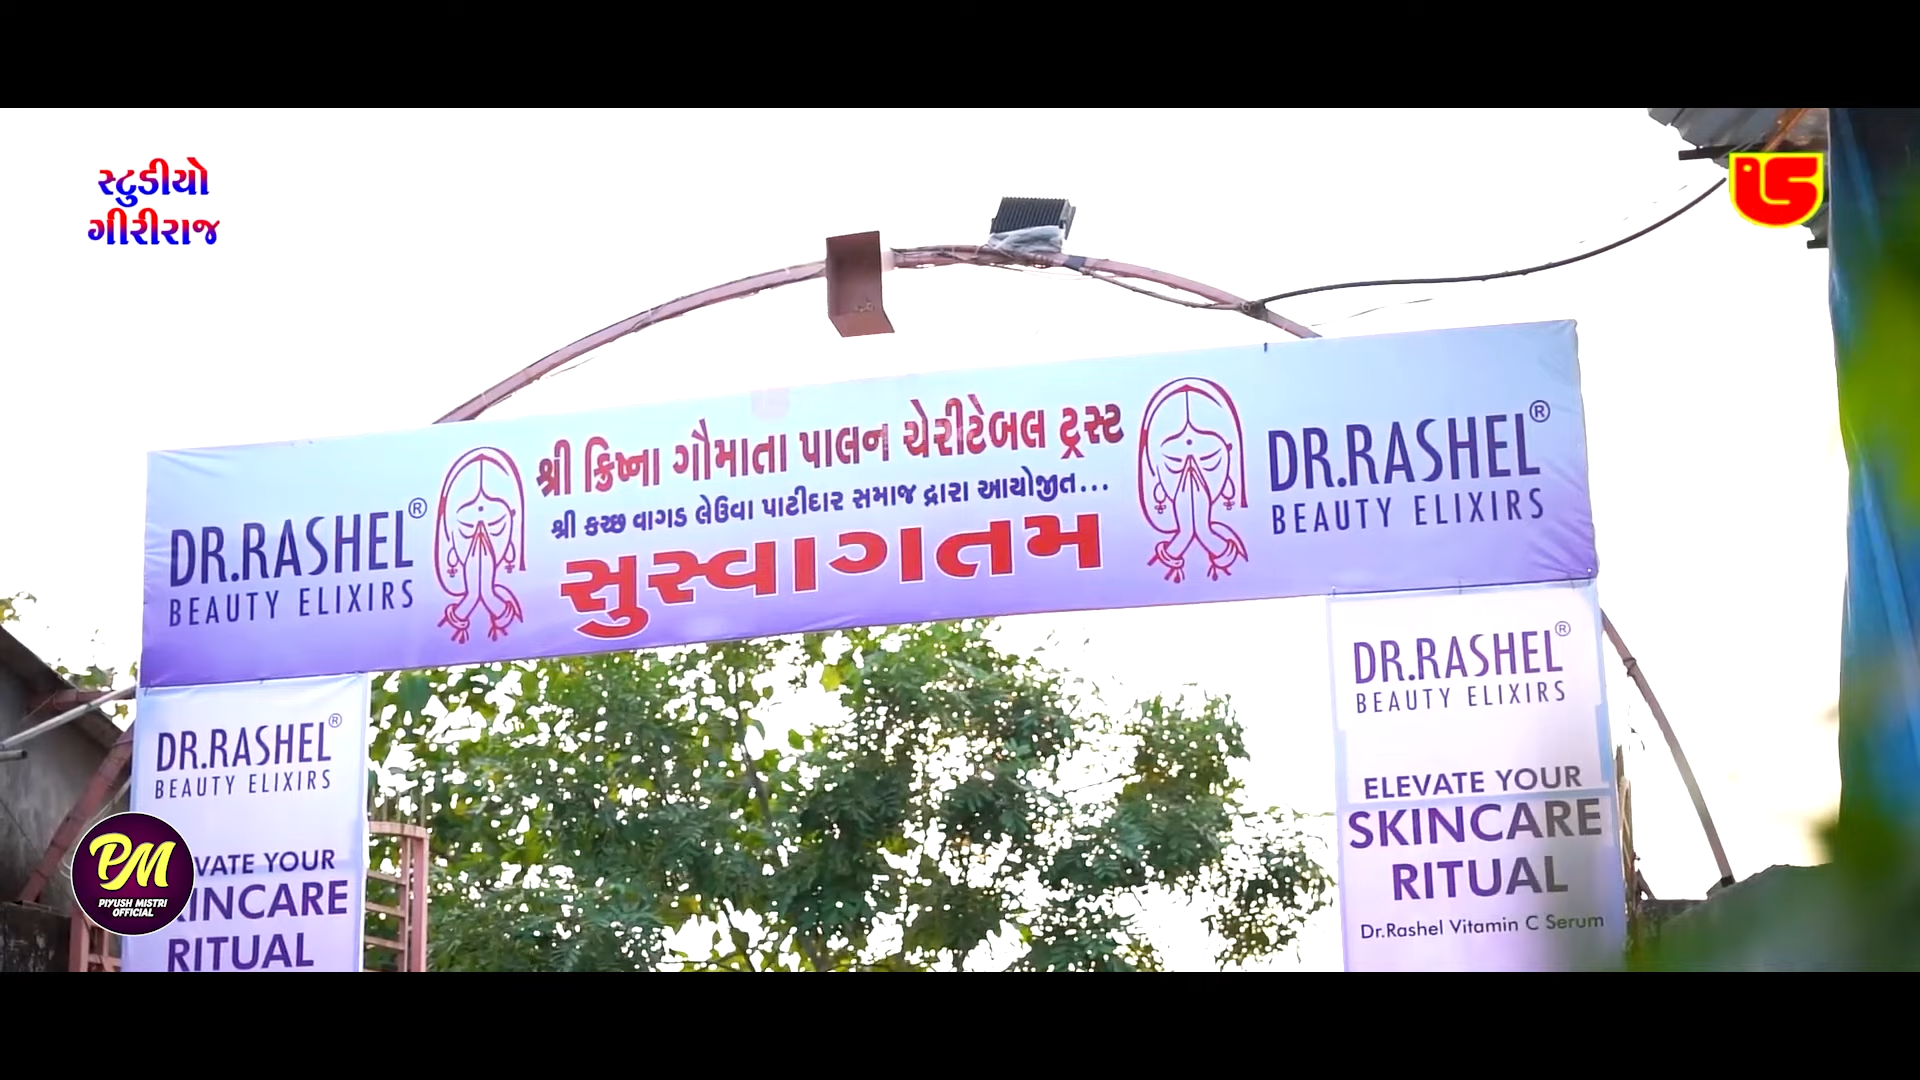 સ્ટુડીયો
ગીરીરાજ
DR.RASHEL®
BEAUTY ELIXIRS
શ્રી ક્રિષ્ના ગૌમાતા પાલન ચેરીટેબલ ટ્રસ્ટ
શ્રી કચ્છ વાગડ લેઉવા પાટીદાર સમાજ દ્વારા આયોજીત...
સુસ્વાગતમ
DR.RASHEL®
BEAUTY ELIXIRS
DR.RASHEL®
BEAUTY ELIXIRS
VATE YOUR
INCARE
RITUAL
DR.RASHEL®
BEAUTY ELIXIRS
ELEVATE YOUR
SKINCARE
RITUAL
Dr.Rashel Vitamin C Serum
PM
PIYUSH MISTRI
OFFICIAL